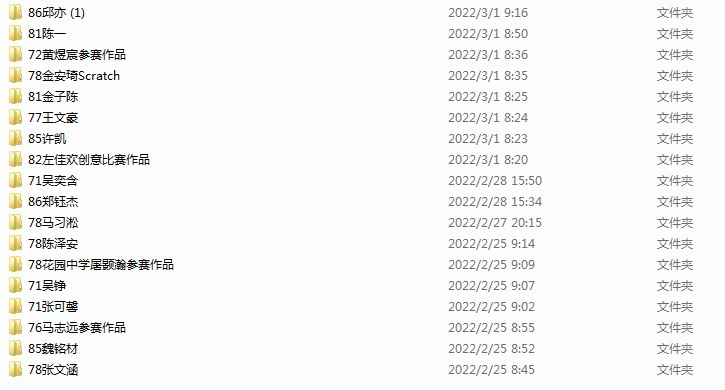 86邱亦 (1) 2022/3/1 9:16 文件夹
81陈一 2022/3/1 8:50 文件夹
72黄煜宸参赛作品 2022/3/1 8:36 文件夹
78金安琦Scratch 2022/3/1 8:35 文件夹
81金子陈 2022/3/1 8:25 文件夹
77王文豪 2022/3/1 8:24 文件夹
85许凯 2022/3/1 8:23 文件夹
82左佳欢创意比赛作品 2022/3/1 8:20 文件夹
71吴奕含 2022/2/28 15:50 文件夹
86郑钰杰 2022/2/28 15:34 文件夹
78马习淞 2022/2/27 20:15 文件夹
78陈泽安 2022/2/25 9:14 文件夹
78花园中学屠颢瀚参赛作品 2022/2/25 9:09 文件夹
71吴铮 2022/2/25 9:07 文件夹
71张可馨 2022/2/25 9:02 文件夹
76马志远参赛作品 2022/2/25 8:55 文件夹
85魏铭材 2022/2/25 8:52 文件夹
78张文涵 2022/2/25 8:45 文件夹